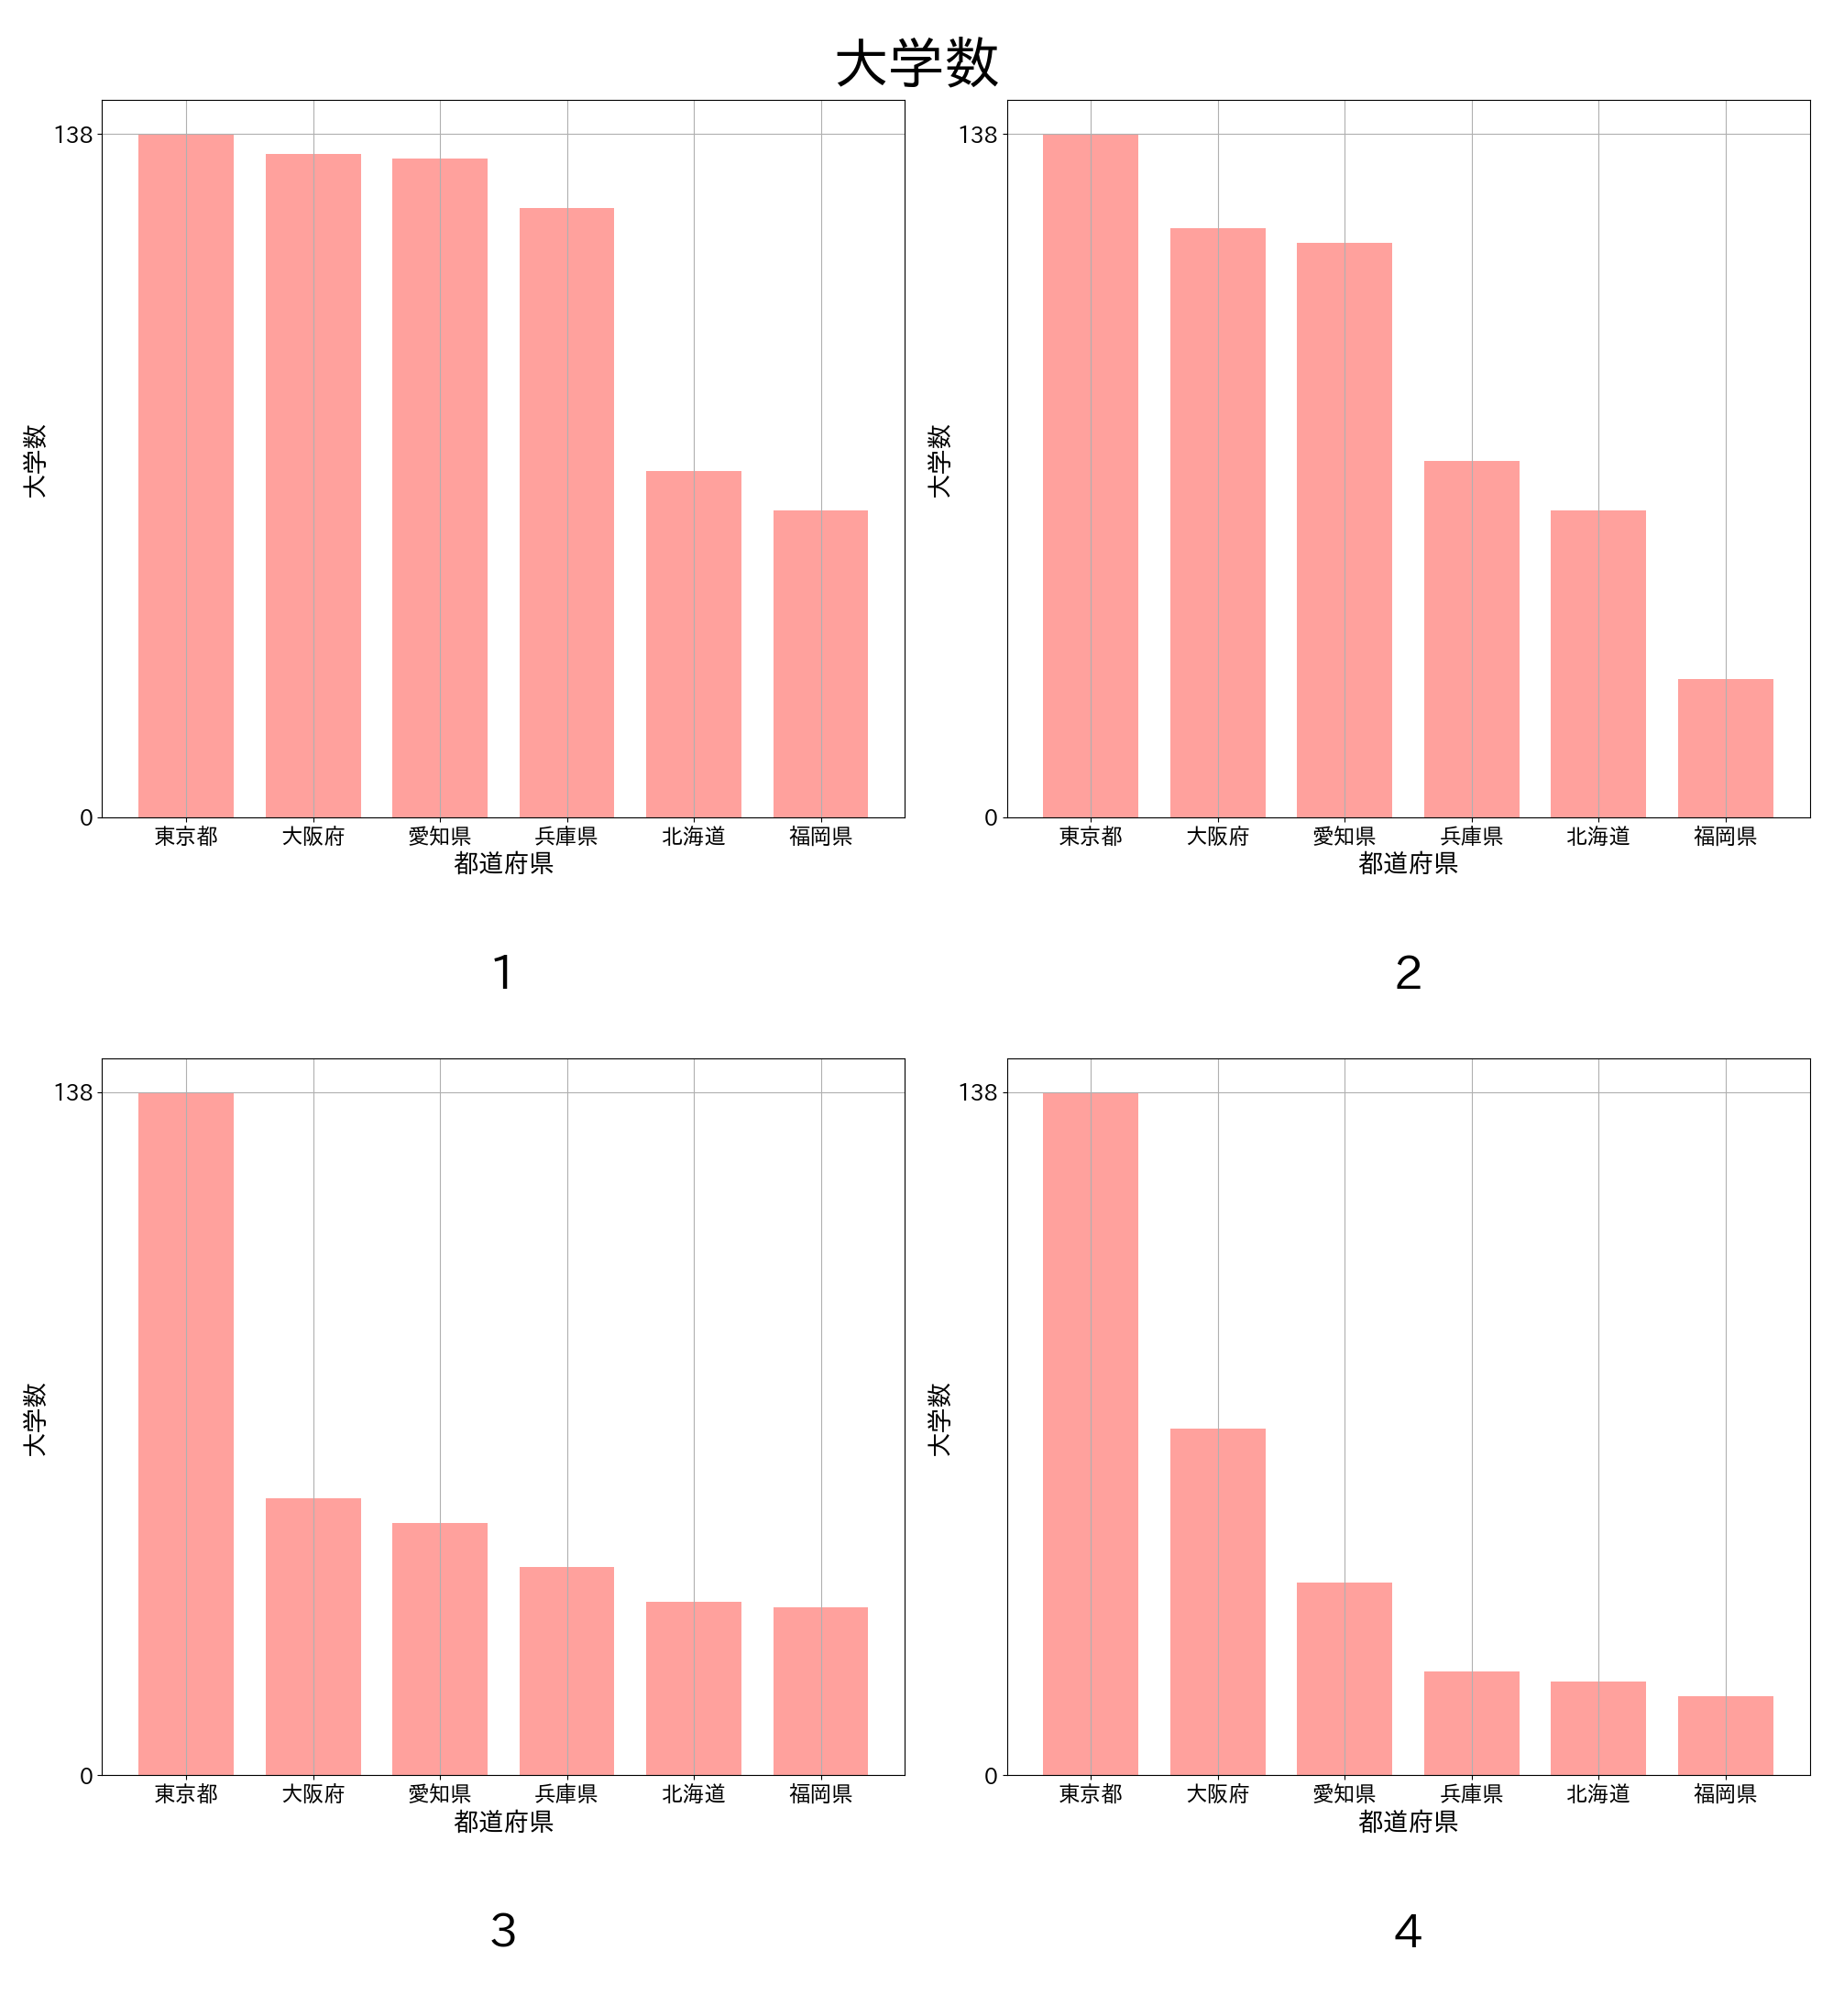 大学数
138
0
大学数
東京都 大阪府 愛知県 兵庫県 北海道 福岡県
都道府県
1
138
0
大学数
東京都 大阪府 愛知県 兵庫県 北海道 福岡県
都道府県
2
138
0
大学数
東京都 大阪府 愛知県 兵庫県 北海道 福岡県
都道府県
3
138
0
大学数
東京都 大阪府 愛知県 兵庫県 北海道 福岡県
都道府県
4